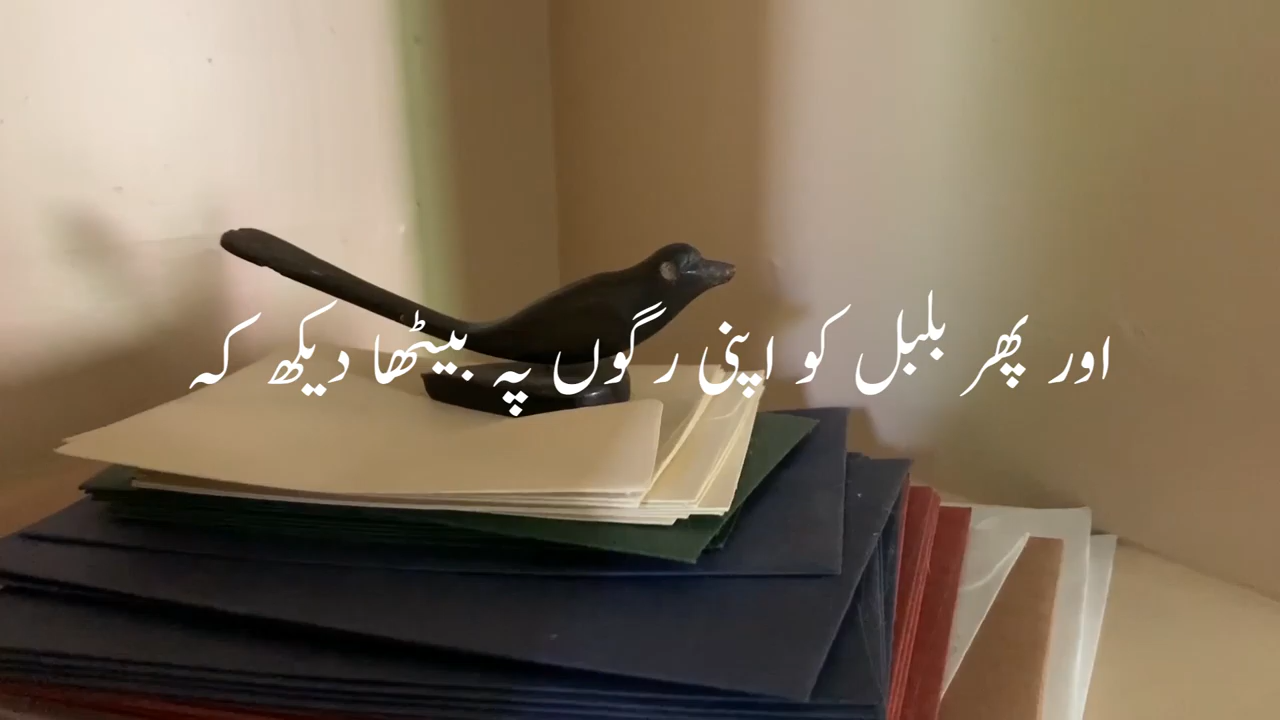 اور پھر بلبل کو اپنی رگوں پہ بیٹھا دیکھ کہ